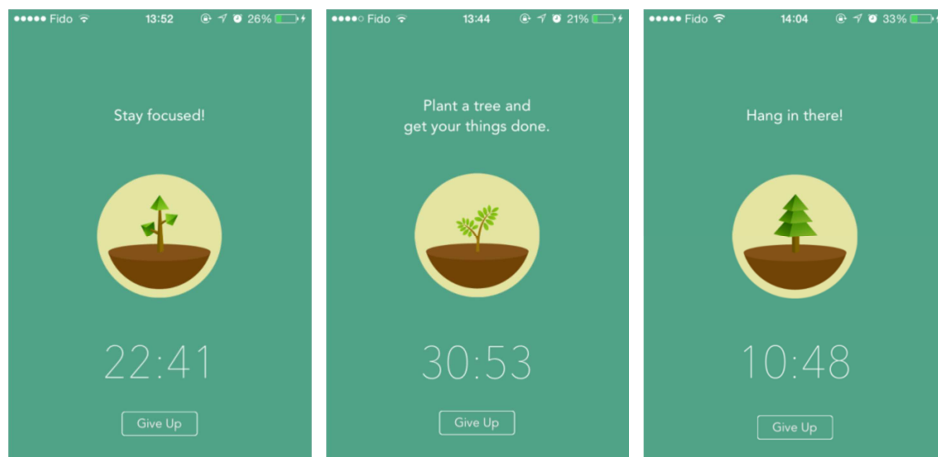 Fido 13:52 26%
Stay focused!
22:41
Give Up
Fido 13:44 21%
Plant a tree and
get your things done.
30:53
Give Up
Fido 14:04 33%
Hang in there!
10:48
Give Up